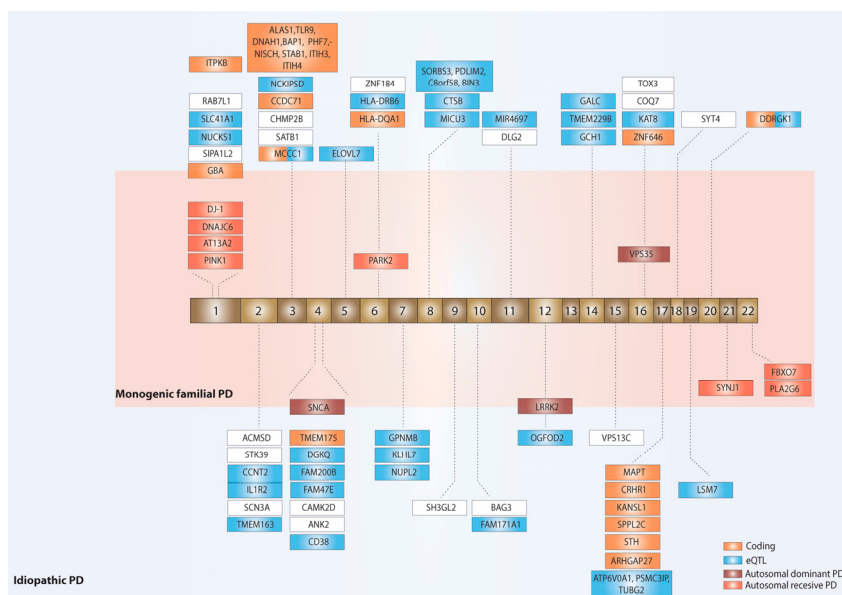 ALAS1,TLR9,
DNAH1,BAP1, PHF7,-
NISCH, STAB1, ITIH3,
ITIH4
ITPKB
RAB7L1
SLC41A1
NUCKS1
SIPA1L2
GBA
NCKIPSD
CCDC71
CHMP2B
SATB1
MCCC1
ELOVL7
ZNF184
HLA-DRB6
HLA-DQA1
SORBS3, PDLIM2,
C8orf58, BIN3
CTSB
MICU3
MIR4697
DLG2
GALC
TMEM229B
GCH1
TOX3
COQ7
KAT8
ZNF646
SYT4
DDRGK1
DJ-1
DNAJC6
AT13A2
PINK1
PARK2
VPS35
1 2 3 4 5 6 7 8 9 10 11 12 13 14 15 16 17 18 19 20 21 22
Monogenic familial PD
SNCA
LRRK2
SYNJ1
FBXO7
PLA2G6
ACMSD
STK39
CCNT2
IL1R2
SCN3A
TMEM163
TMEM175
DGKQ
FAM200B
FAM47E
CAMK2D
ANK2
CD38
GPNMB
KLHL7
NUPL2
SH3GL2
BAG3
FAM171A1
OGFOD2
VPS13C
MAPT
CRHR1
KANSL1
SPPL2C
STH
ARHGAP27
ATP6V0A1, PSMC3IP,
TUBG2
LSM7
Coding
eQTL
Autosomal dominant PD
Autosomal recesive PD
Idiopathic PD